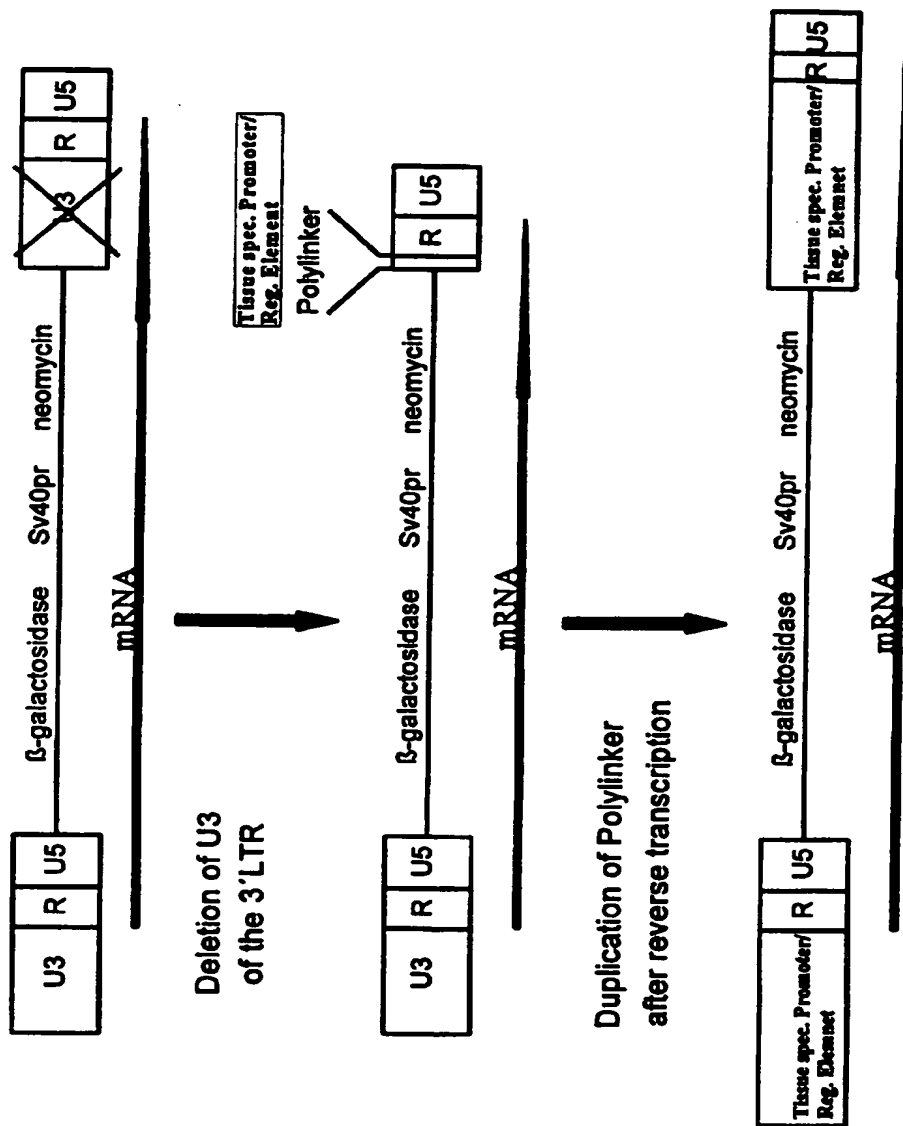 U3 R U5 ß-galactosidase Sv40pr neomycin U3 R U5
mRNA
Deletion of U3
of the 3´LTR
Tissue spec. Promoter/
Reg. Element
Polylinker
U3 R U5 ß-galactosidase Sv40pr neomycin R U5
mRNA
Duplication of Polylinker
after reverse transcription
Tissue spec. Promoter/
Reg. Elemnet
R U5 ß-galactosidase Sv40pr neomycin
Tissue spec. Promoter/
Reg. Elemnet
R U5
mRNA